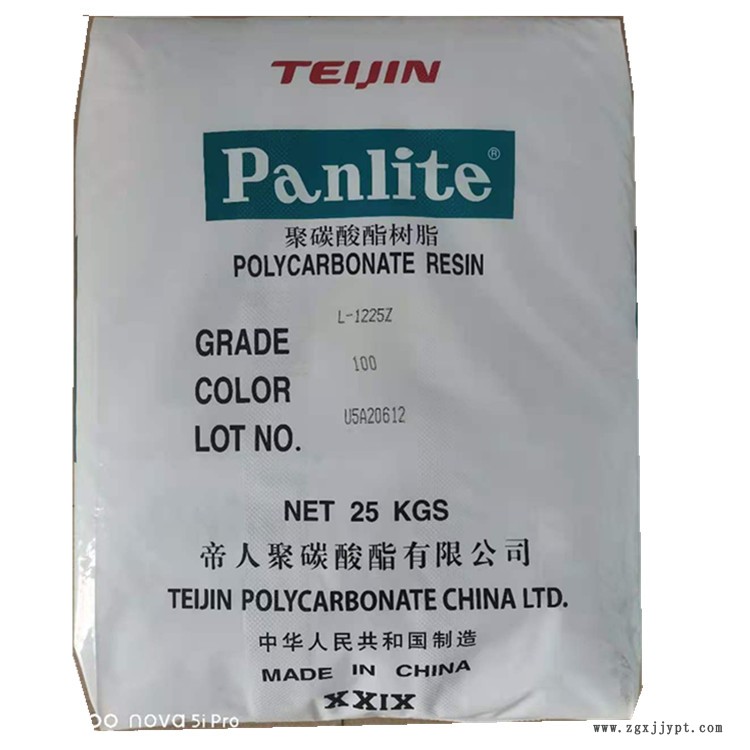 TEIJIN
Panlite®
聚碳酸酯树脂
POLYCARBONATE RESIN
GRADE L-1225Z
COLOR 100
LOT NO. U5A20612
NET 25 KGS
帝人聚碳酸酯有限公司
TEIJIN POLYCARBONATE CHINA LTD.
中华人民共和国制造
MADE IN CHINA
XXIX
nova 5i Pro
www.zgxjjypt.com